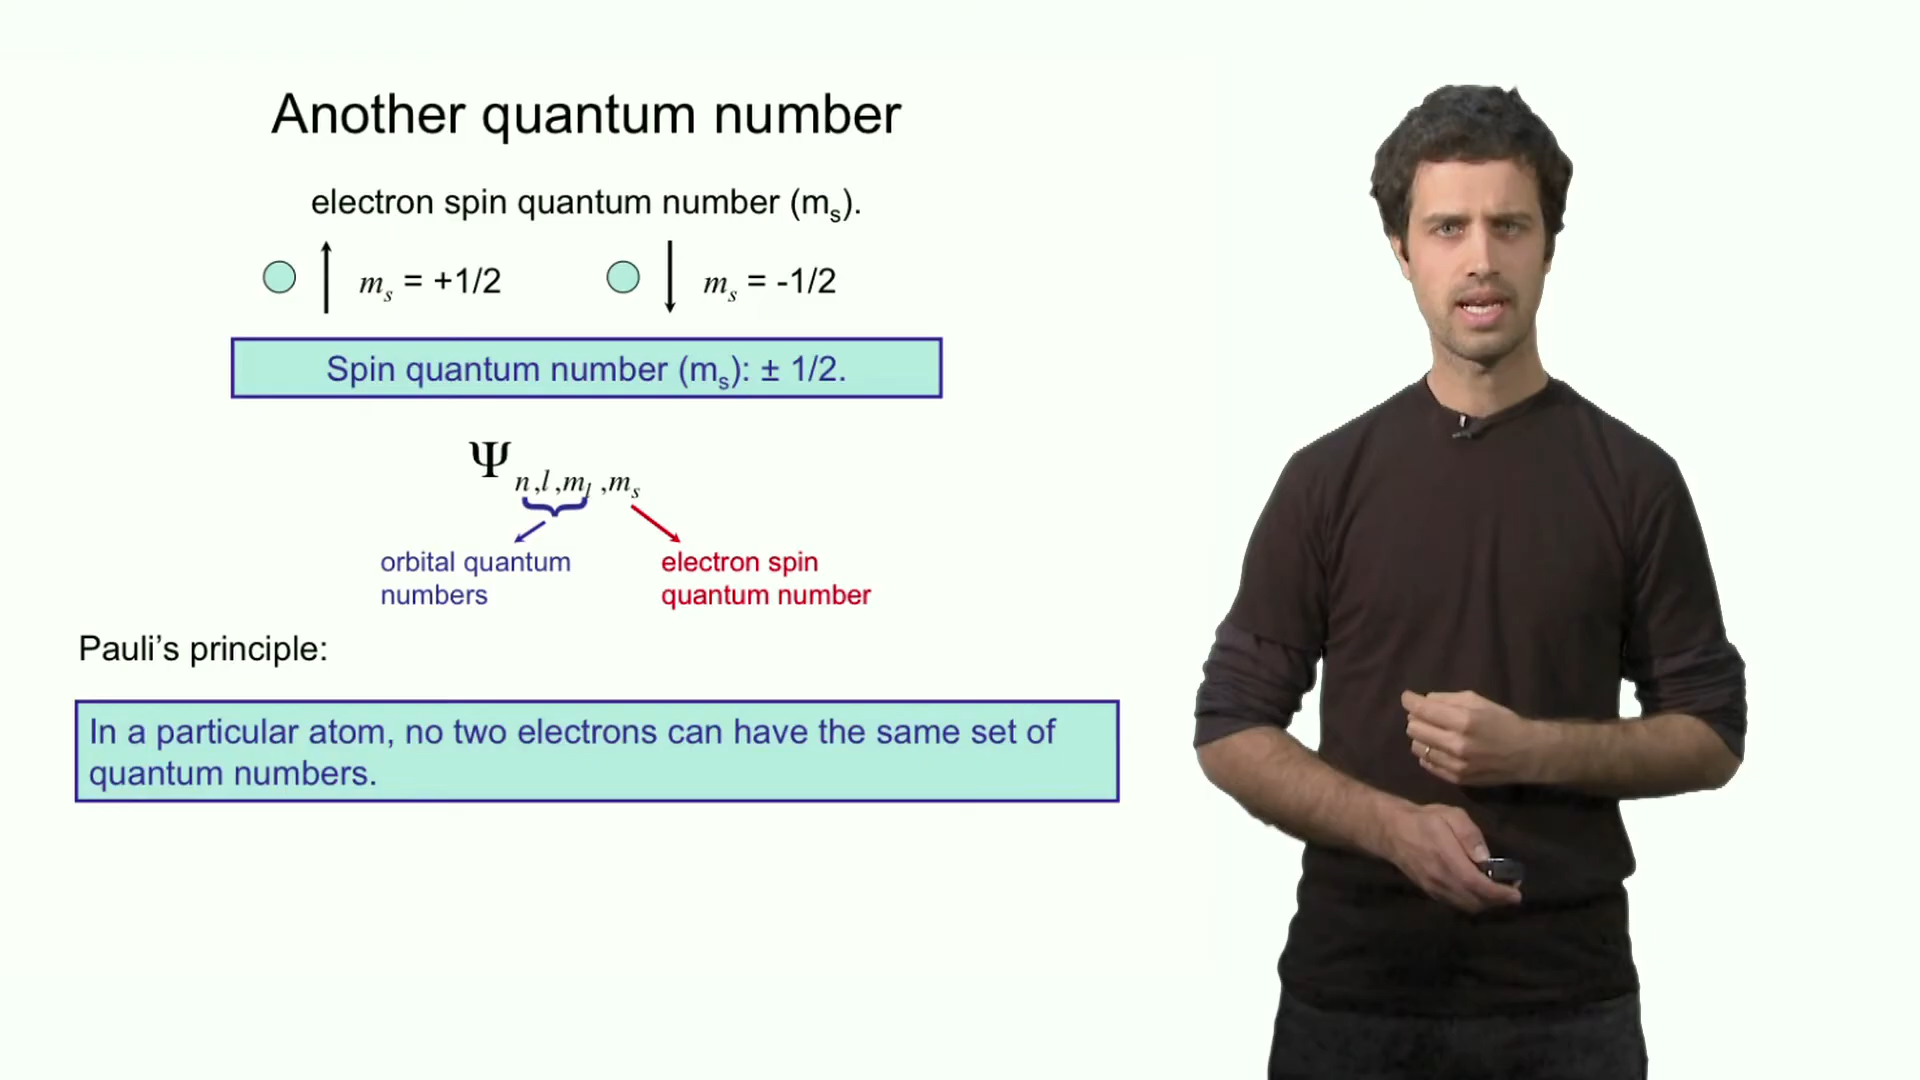 Another quantum number
electron spin quantum number (mₛ).
mₛ = +1/2
mₛ = -1/2
Spin quantum number (mₛ): ± 1/2.
Ψ n,l,mₗ,mₛ
orbital quantum
numbers
electron spin
quantum number
Pauli’s principle:
In a particular atom, no two electrons can have the same set of
quantum numbers.